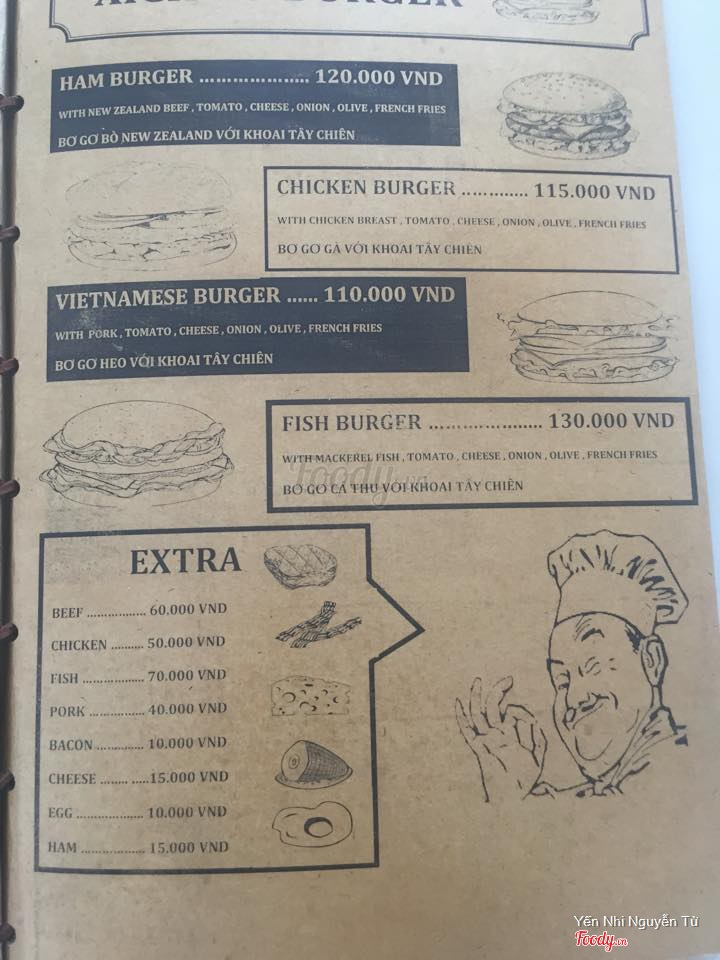 BURGER
HAM BURGER .................... 120.000 VND
WITH NEW ZEALAND BEEF , TOMATO , CHEESE , ONION , OLIVE , FRENCH FRIES
BƠ GƠ BÒ NEW ZEALAND VỚI KHOAI TÂY CHIÊN
CHICKEN BURGER ............. 115.000 VND
WITH CHICKEN BREAST , TOMATO , CHEESE , ONION , OLIVE , FRENCH FRIES
BƠ GƠ GÀ VỚI KHOAI TÂY CHIÊN
VIETNAMESE BURGER ...... 110.000 VND
WITH PORK , TOMATO , CHEESE , ONION , OLIVE , FRENCH FRIES
BƠ GƠ HEO VỚI KHOAI TÂY CHIÊN
FISH BURGER ...................... 130.000 VND
WITH MACKEREL FISH , TOMATO , CHEESE , ONION , OLIVE , FRENCH FRIES
BƠ GƠ CÁ THU VỚI KHOAI TÂY CHIÊN
Foody.vn
EXTRA
BEEF .................. 60.000 VND
CHICKEN .......... 50.000 VND
FISH ................... 70.000 VND
PORK ................ 40.000 VND
BACON ............... 10.000 VND
CHEESE ........ ..... 15.000 VND
EGG ..................... 10.000 VND
HAM ................... 15.000 VND
Yến Nhi Nguyễn Từ
Foody.vn